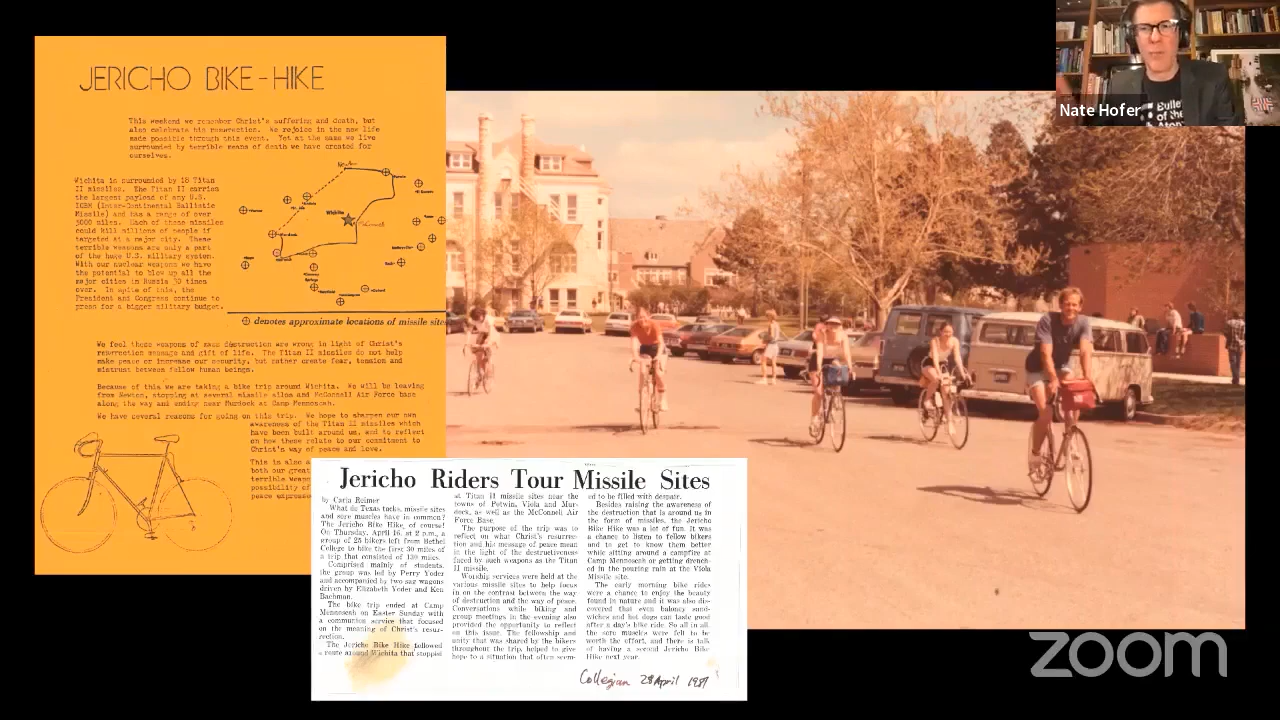 JERICHO BIKE-HIKE
This weekend we remember Christ's suffering and death, but
also celebrate his resurrection. We rejoice in the new life
made possible through this event. Yet at the same we live
surrounded by terrible means of death we have created for
ourselves.
Wichita is surrounded by 18 Titan
II missiles. The Titan II carries
the largest payload of any U.S.
ICBM (Inter-Continental Ballistic
Missile) and has a range of over
5000 miles. Each of these missiles
could kill millions of people if
targeted at a major city. These
terrible weapons are only a part
of the huge U.S. military system.
With our nuclear weapons we have
the potential to blow up all the
major cities in Russia 30 times
over. In spite of this, the
President and Congress continue to
press for a bigger military budget.
Wichita
denotes approximate locations of missile sites
We feel these weapons of mass destruction are wrong in light of Christ's
resurrection message and gift of life. The Titan II missiles do not help
make peace or increase our security, but rather create fear, tension and
mistrust between fellow human beings.
Because of this we are taking a bike trip around Wichita. We will be leaving
from Newton, stopping at several missile silos and McConnell Air Force base
along the way and ending near Murdock at Camp Mennoscah.
We have several reasons for going on this trip. We hope to sharpen our own
awareness of the Titan II missiles which
have been built around us, and to reflect
on how these relate to our commitment to
Christ's way of peace and love.
This is also a
both our great
terrible weap
possibility of
peace express
Jericho Riders Tour Missile Sites
by Carla Reimer
What do Texas tacks, missile sites
and sore muscles have in common?
The Jericho Bike Hike, of course!
On Thursday, April 16, at 2 p.m., a
group of 25 bikers left from Bethel
College to bike the first 30 miles of
a trip that consisted of 130 miles.
Comprised mainly of students,
the group was led by Perry Yoder
and accompanied by two sag wagons
driven by Elizabeth Yoder and Ken
Bachman.
The bike trip ended at Camp
Mennoscah on Easter Sunday with
a communion service that focused
on the meaning of Christ's resur-
rection.
The Jericho Bike Hike followed
a route around Wichita that stopped
at Titan II missile sites near the
towns of Potwin, Viola and Mur-
dock, as well as the McConnell Air
Force Base.
The purpose of the trip was to
reflect on what Christ's resurrec-
tion and his message of peace mean
in the light of the destructiveness
faced by such weapons as the Titan
II missile.
Worship services were held at the
various missile sites to help focus
in on the contrast between the way
of destruction and the way of peace.
Conversations while biking and
group meetings in the evening also
provided the opportunity to reflect
on this issue. The fellowship and
unity that was shared by the bikers
throughout the trip, helped to give
hope to a situation that often seem-
ed to be filled with despair.
Besides raising the awareness of
the destruction that is around us in
the form of missiles, the Jericho
Bike Hike was a lot of fun. It was
a chance to listen to fellow bikers
and to get to know them better
while sitting around a campfire at
Camp Mennoscah or getting drench-
ed in the pouring rain at the Viola
Missile site.
The early morning bike rides
were a chance to enjoy the beauty
found in nature and it was also dis-
covered that even baloney sand-
wiches and hot dogs can taste good
after a day's bike ride. So all in all,
the sore muscles were felt to be
worth the effort, and there is talk
of having a second Jericho Bike
Hike next year.
Collegian 28 April 1981
Nate Hofer
Bulle
of the
Atom
zoom